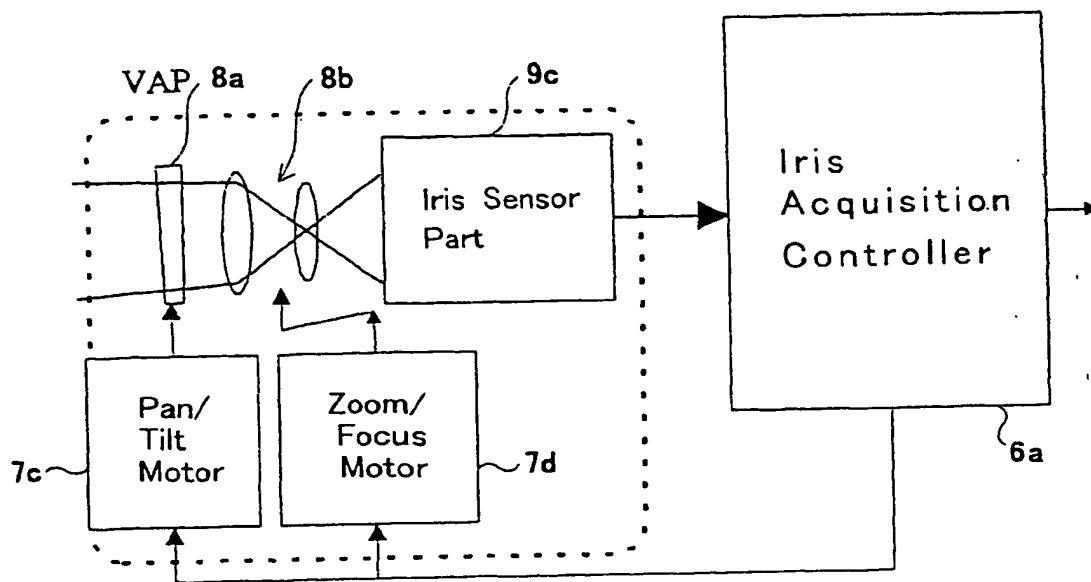 VAP
8a
8b
9c
Iris Sensor
Part
Iris
Acquisition
Controller
Pan/
Tilt
Motor
Zoom/
Focus
Motor
7c
7d
6a